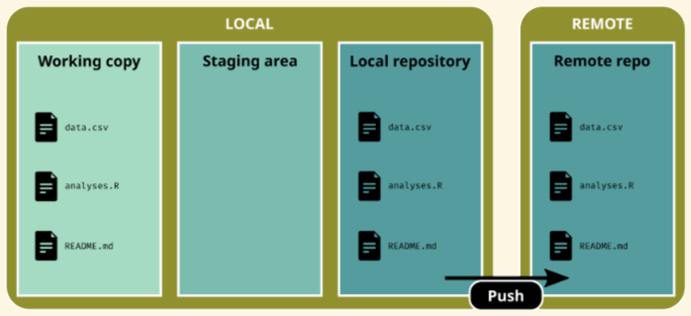 LOCAL
REMOTE
Working copy
Staging area
Local repository
Remote repo
data.csv
data.csv
data.csv
analyses.R
analyses.R
analyses.R
README.md
README.md
README.md
Push